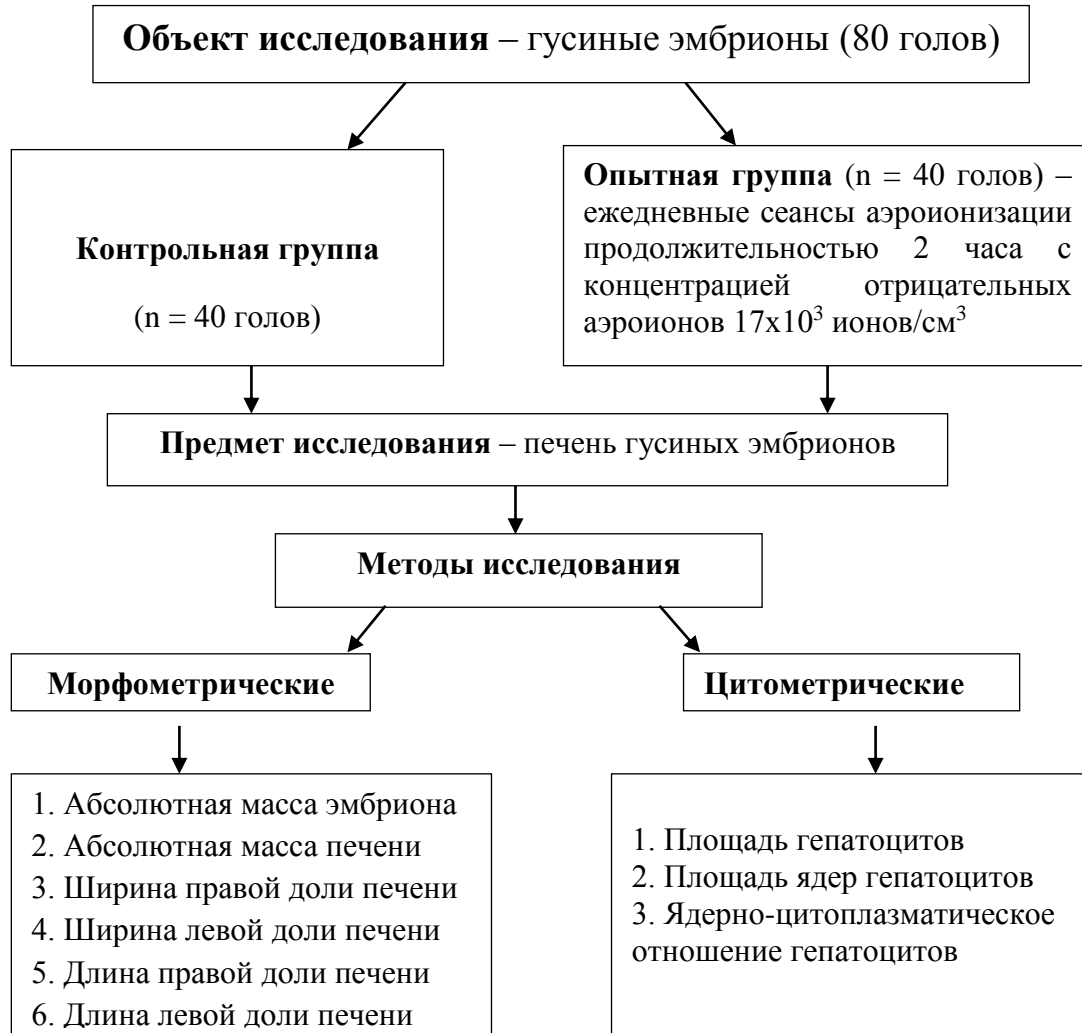 Объект исследования – гусиные эмбрионы (80 голов)
Контрольная группа
(n = 40 голов)
Опытная группа (n = 40 голов) –
ежедневные сеансы аэроионизации
продолжительностью 2 часа с
концентрацией отрицательных
аэроионов 17х10³ ионов/см³
Предмет исследования – печень гусиных эмбрионов
Методы исследования
Морфометрические
Цитометрические
1. Абсолютная масса эмбриона
2. Абсолютная масса печени
3. Ширина правой доли печени
4. Ширина левой доли печени
5. Длина правой доли печени
6. Длина левой доли печени
1. Площадь гепатоцитов
2. Площадь ядер гепатоцитов
3. Ядерно-цитоплазматическое
отношение гепатоцитов